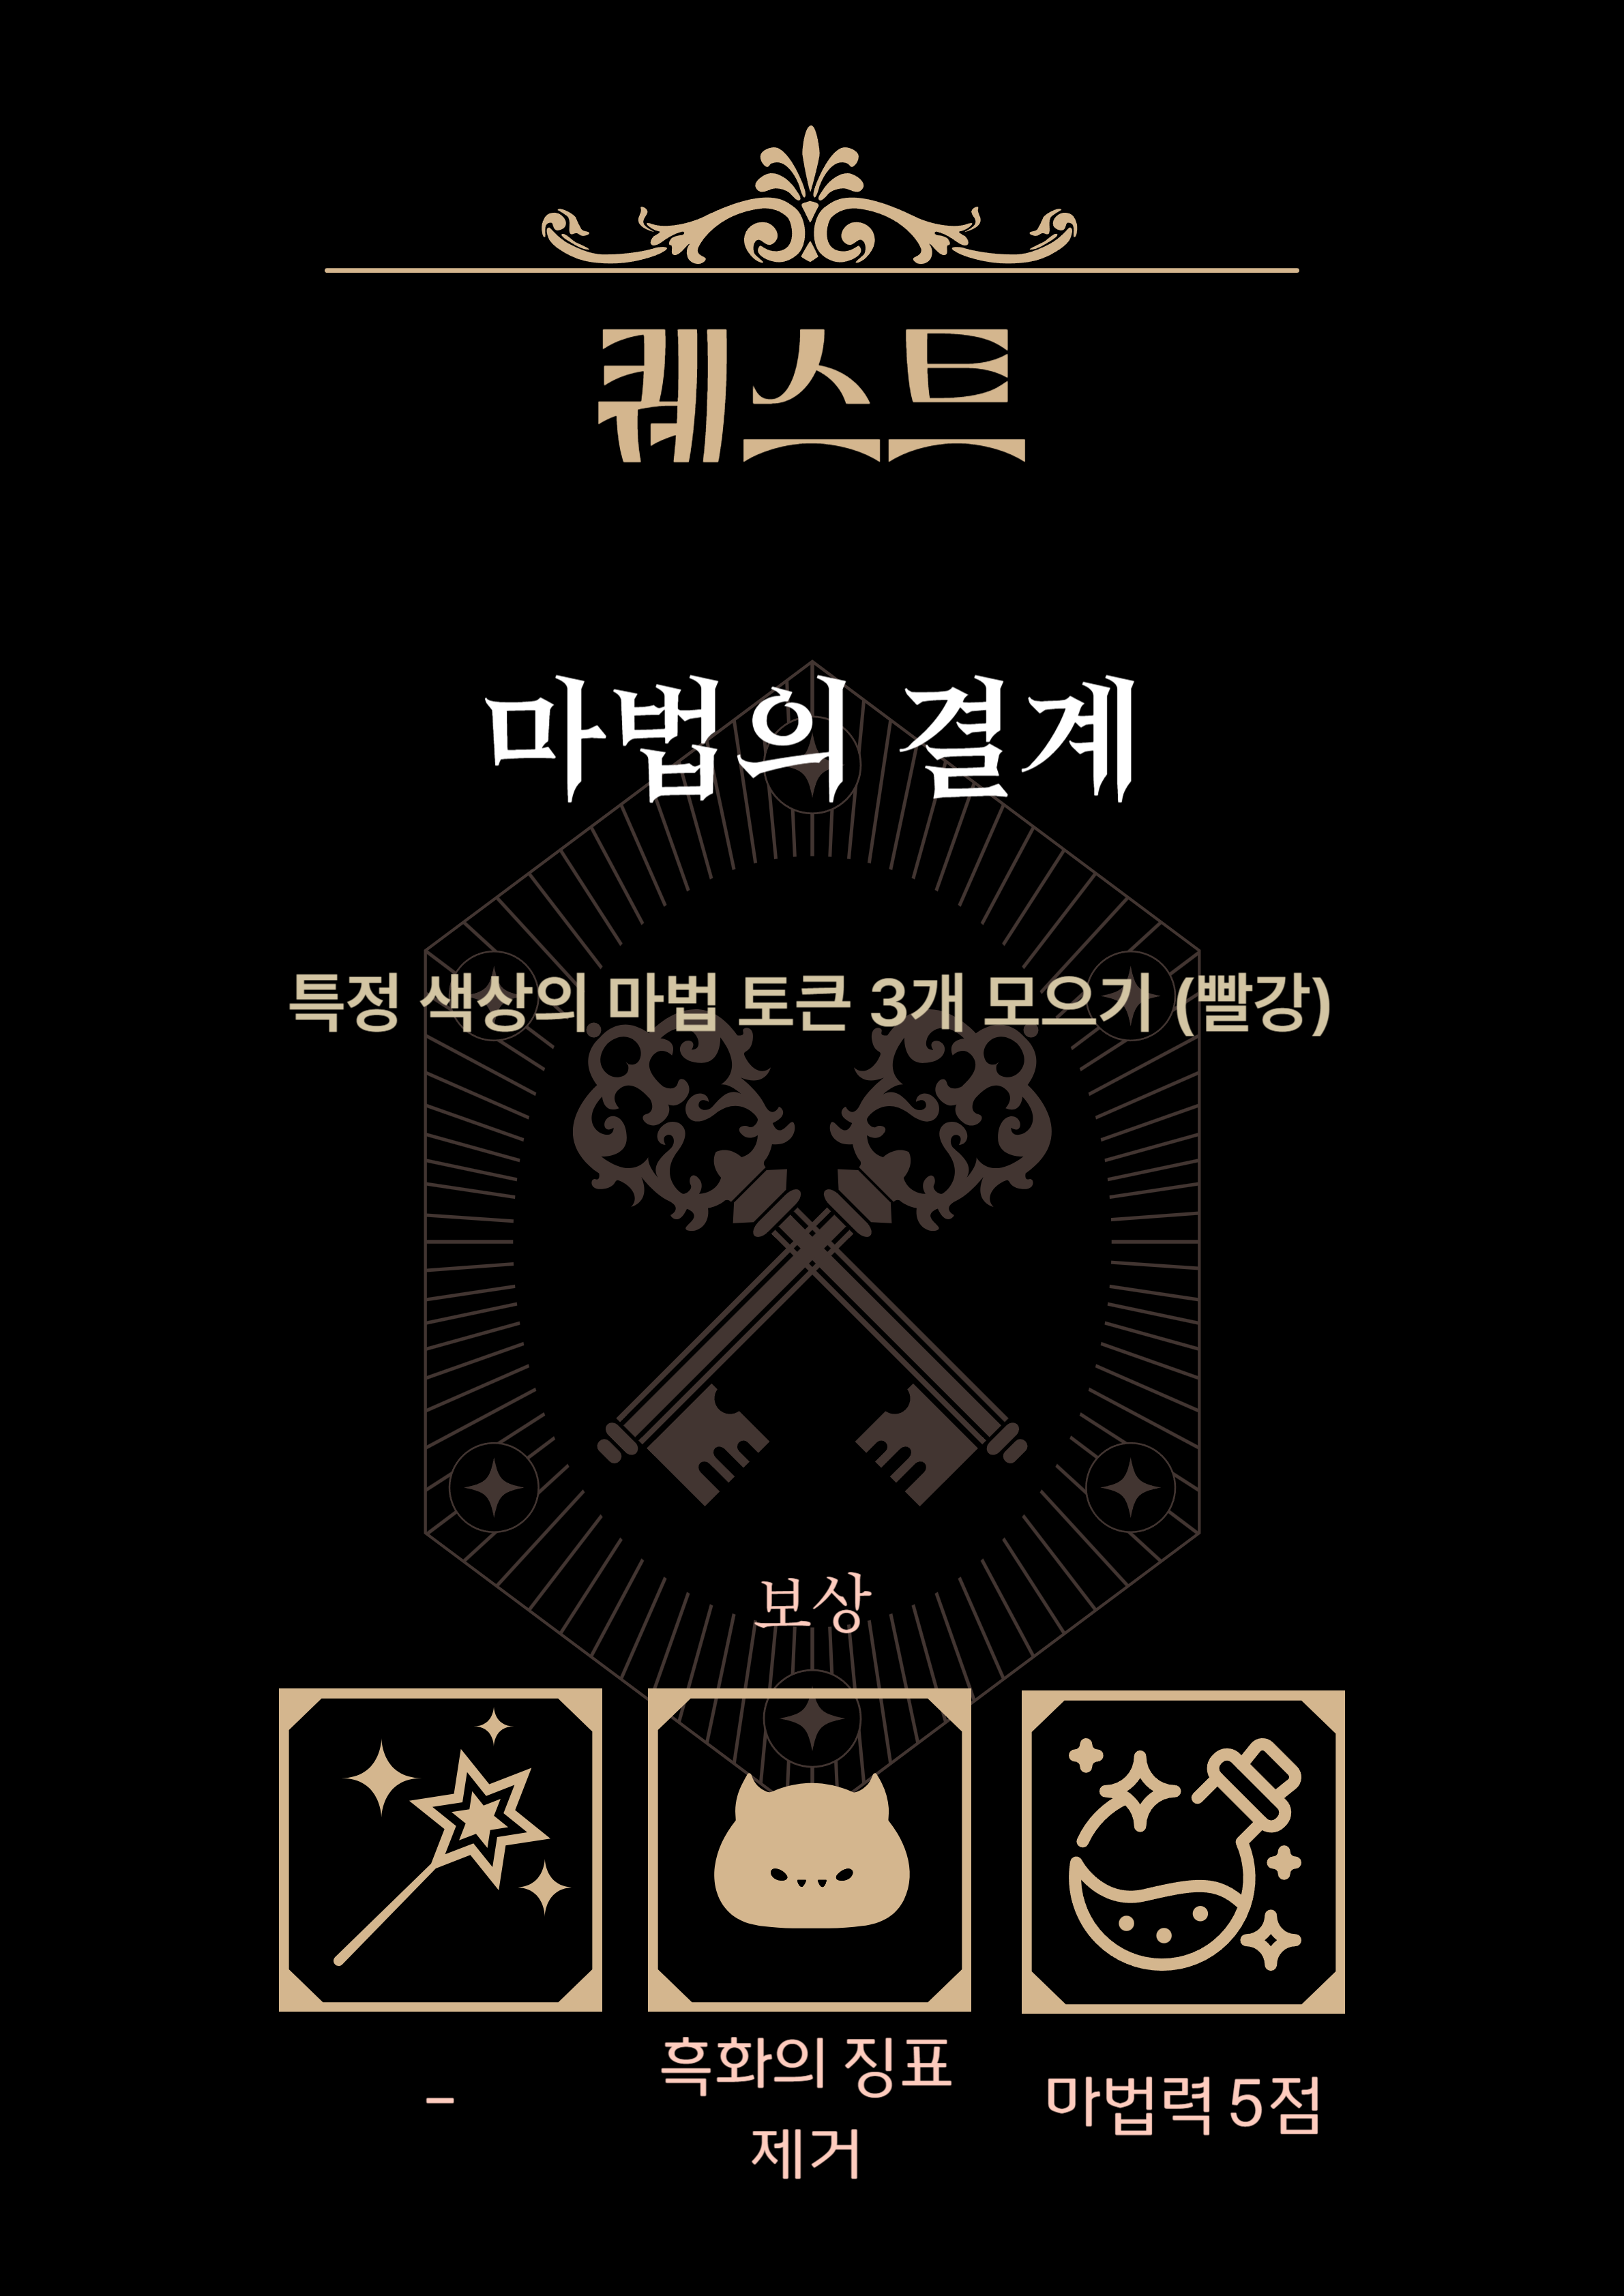 퀘스트
마법의 결계
특정 색상의 마법 토큰 3개 모으기 (빨강)
보상
-
흑화의 징표
제거
마법력 5점